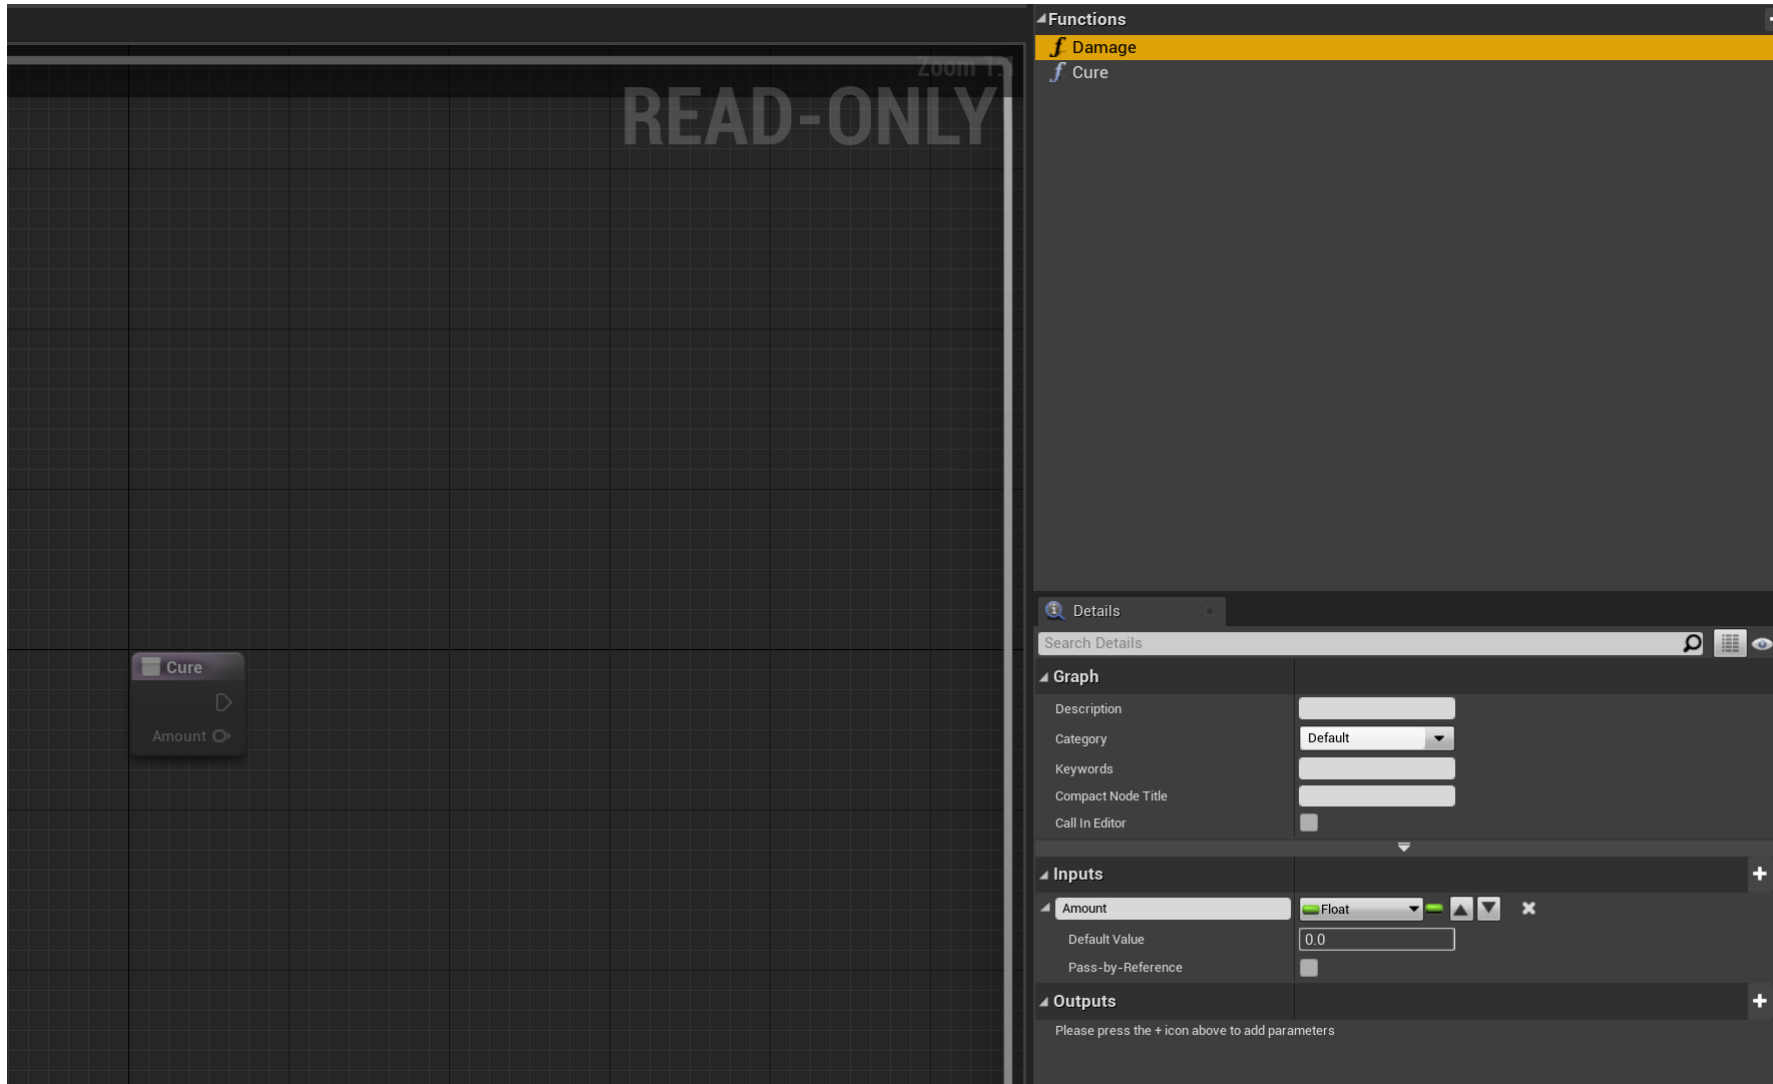 Zoom 1:1
READ-ONLY
Cure
Amount
Functions
Damage
Cure
Details
Search Details
Graph
Description
Category Default
Keywords
Compact Node Title
Call In Editor
Inputs
Amount Float
Default Value 0.0
Pass-by-Reference
Outputs
Please press the + icon above to add parameters